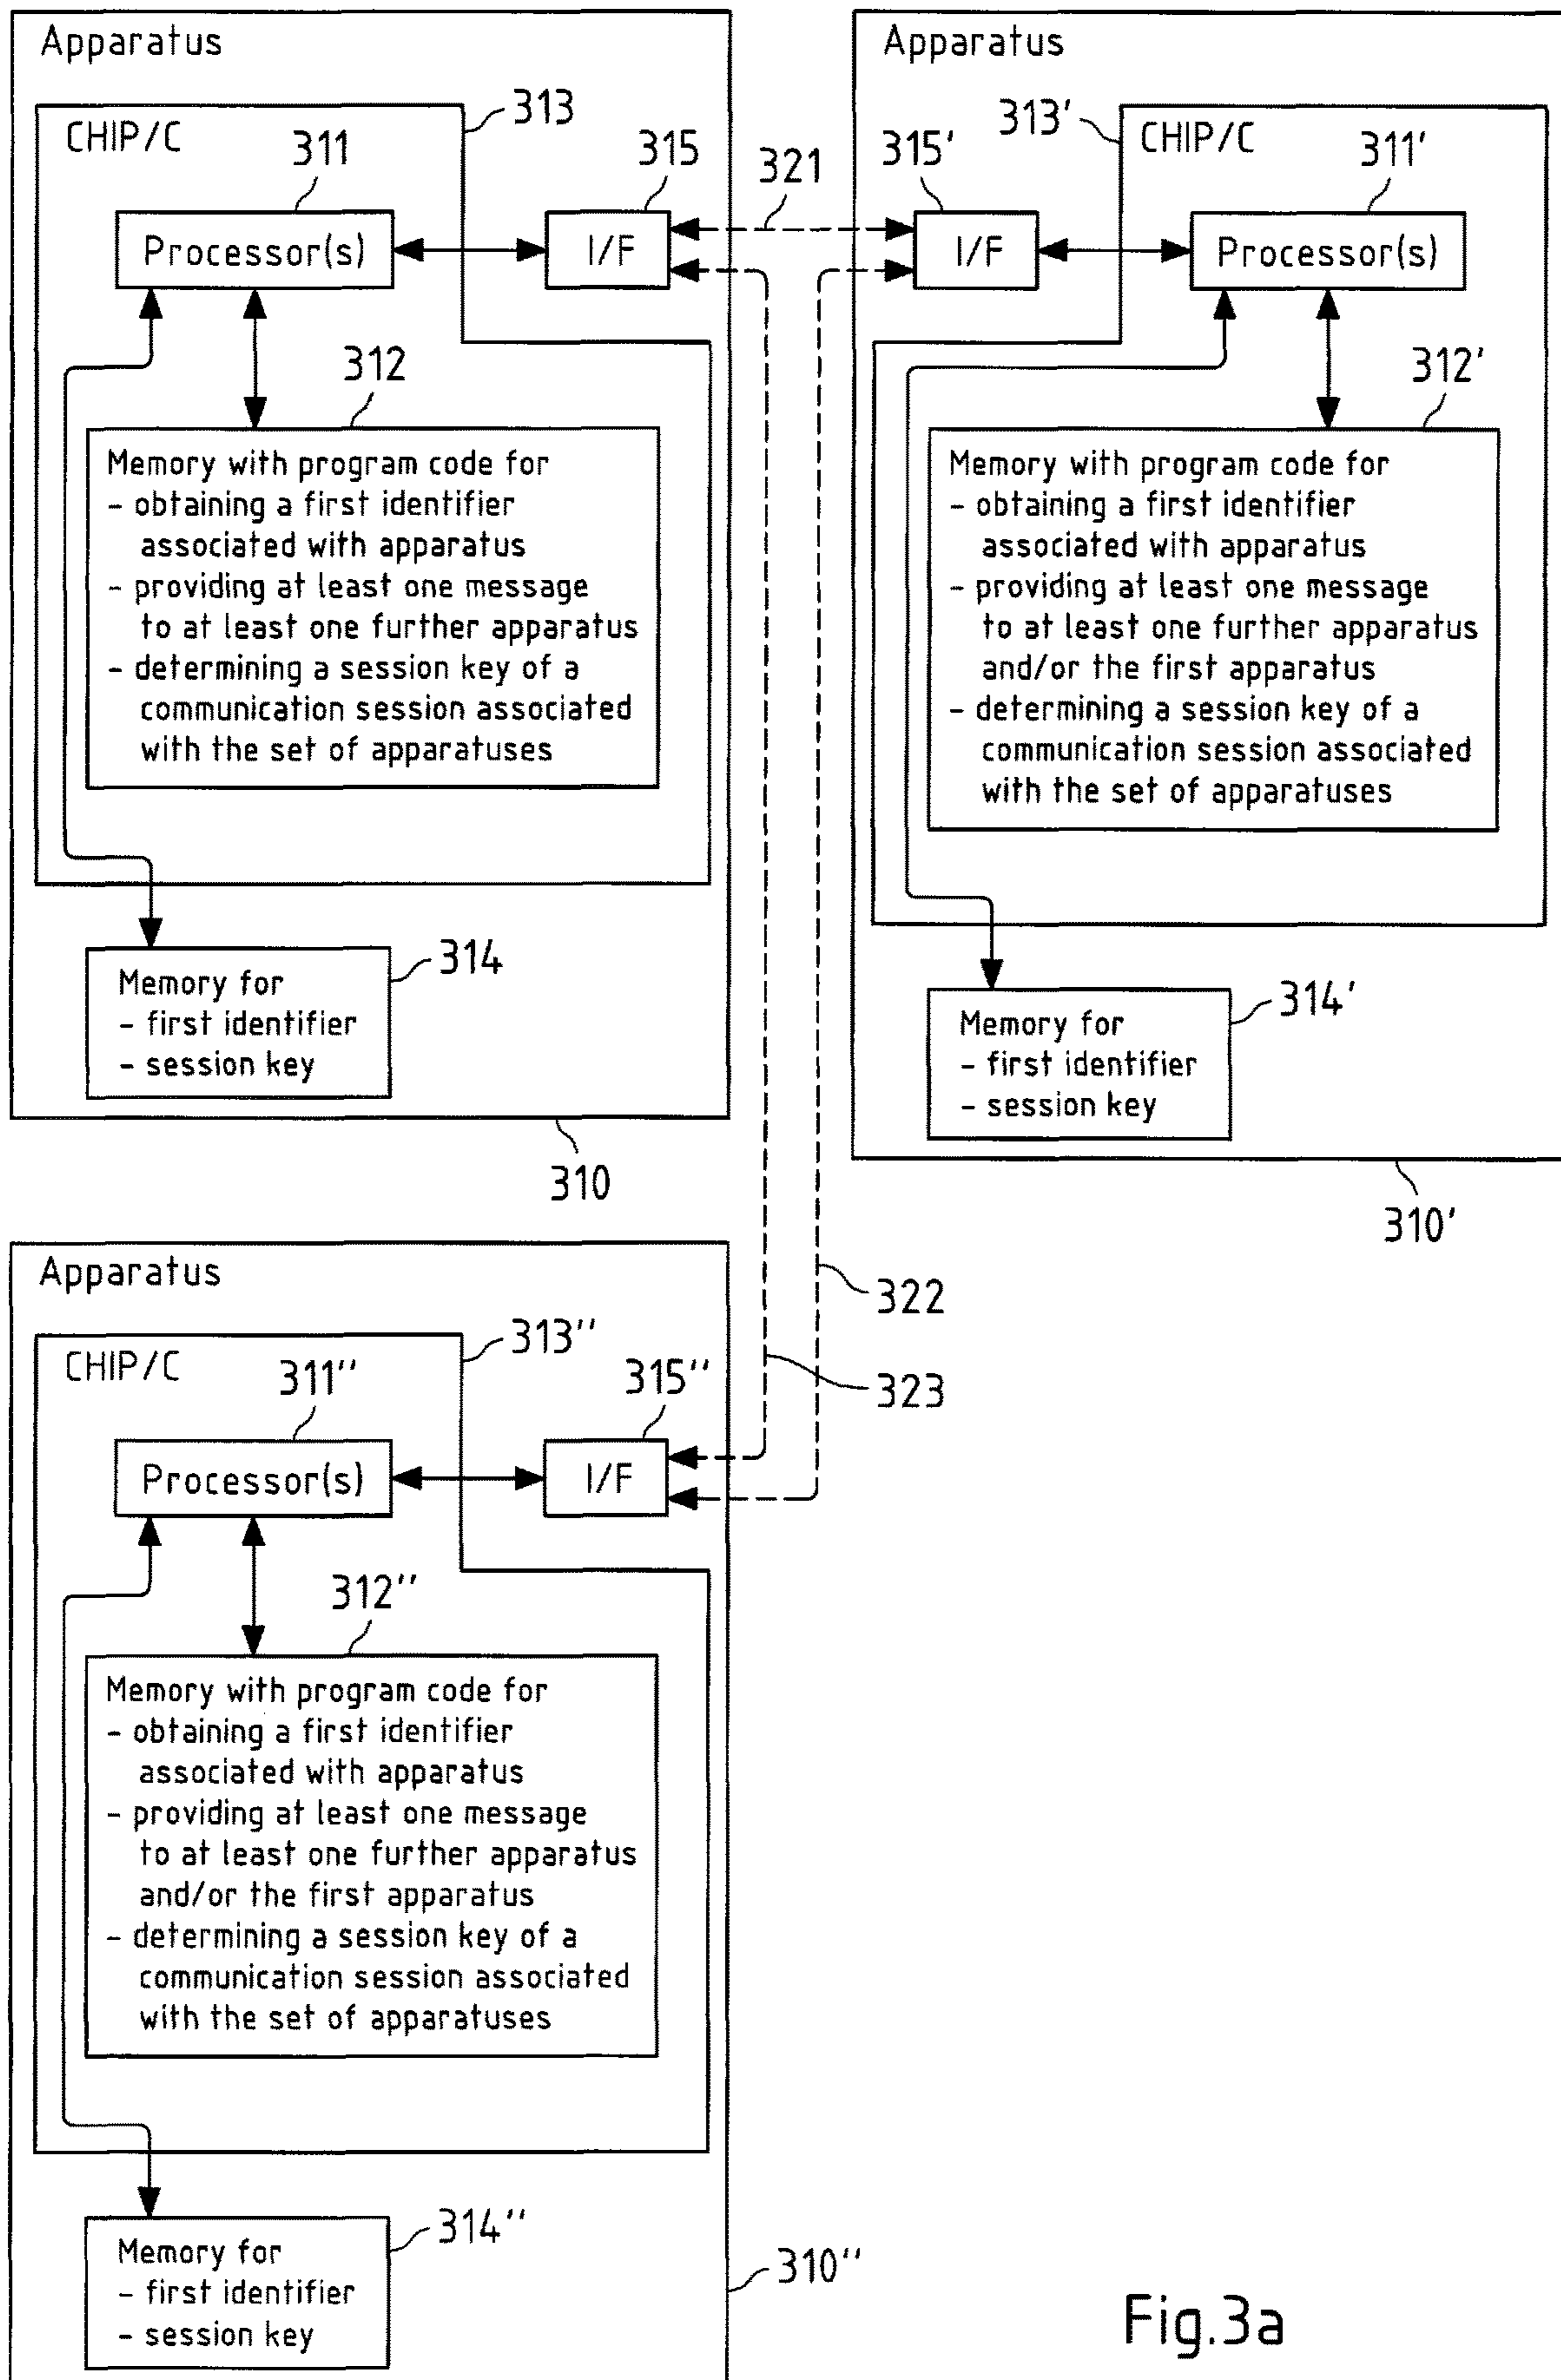 Apparatus
CHIP/C
313
311
315
Processor(s)
I/F
312
Memory with program code for
- obtaining a first identifier
associated with apparatus
- providing at least one message
to at least one further apparatus
- determining a session key of a
communication session associated
with the set of apparatuses
314
Memory for
- first identifier
- session key
310
321
Apparatus
313'
CHIP/C
315'
311'
I/F
Processor(s)
312'
Memory with program code for
- obtaining a first identifier
associated with apparatus
- providing at least one message
to at least one further apparatus
and/or the first apparatus
- determining a session key of a
communication session associated
with the set of apparatuses
314'
Memory for
- first identifier
- session key
310'
322
323
Apparatus
313''
CHIP/C
311''
315''
Processor(s)
I/F
312''
Memory with program code for
- obtaining a first identifier
associated with apparatus
- providing at least one message
to at least one further apparatus
and/or the first apparatus
- determining a session key of a
communication session associated
with the set of apparatuses
314''
Memory for
- first identifier
- session key
310''
Fig.3a